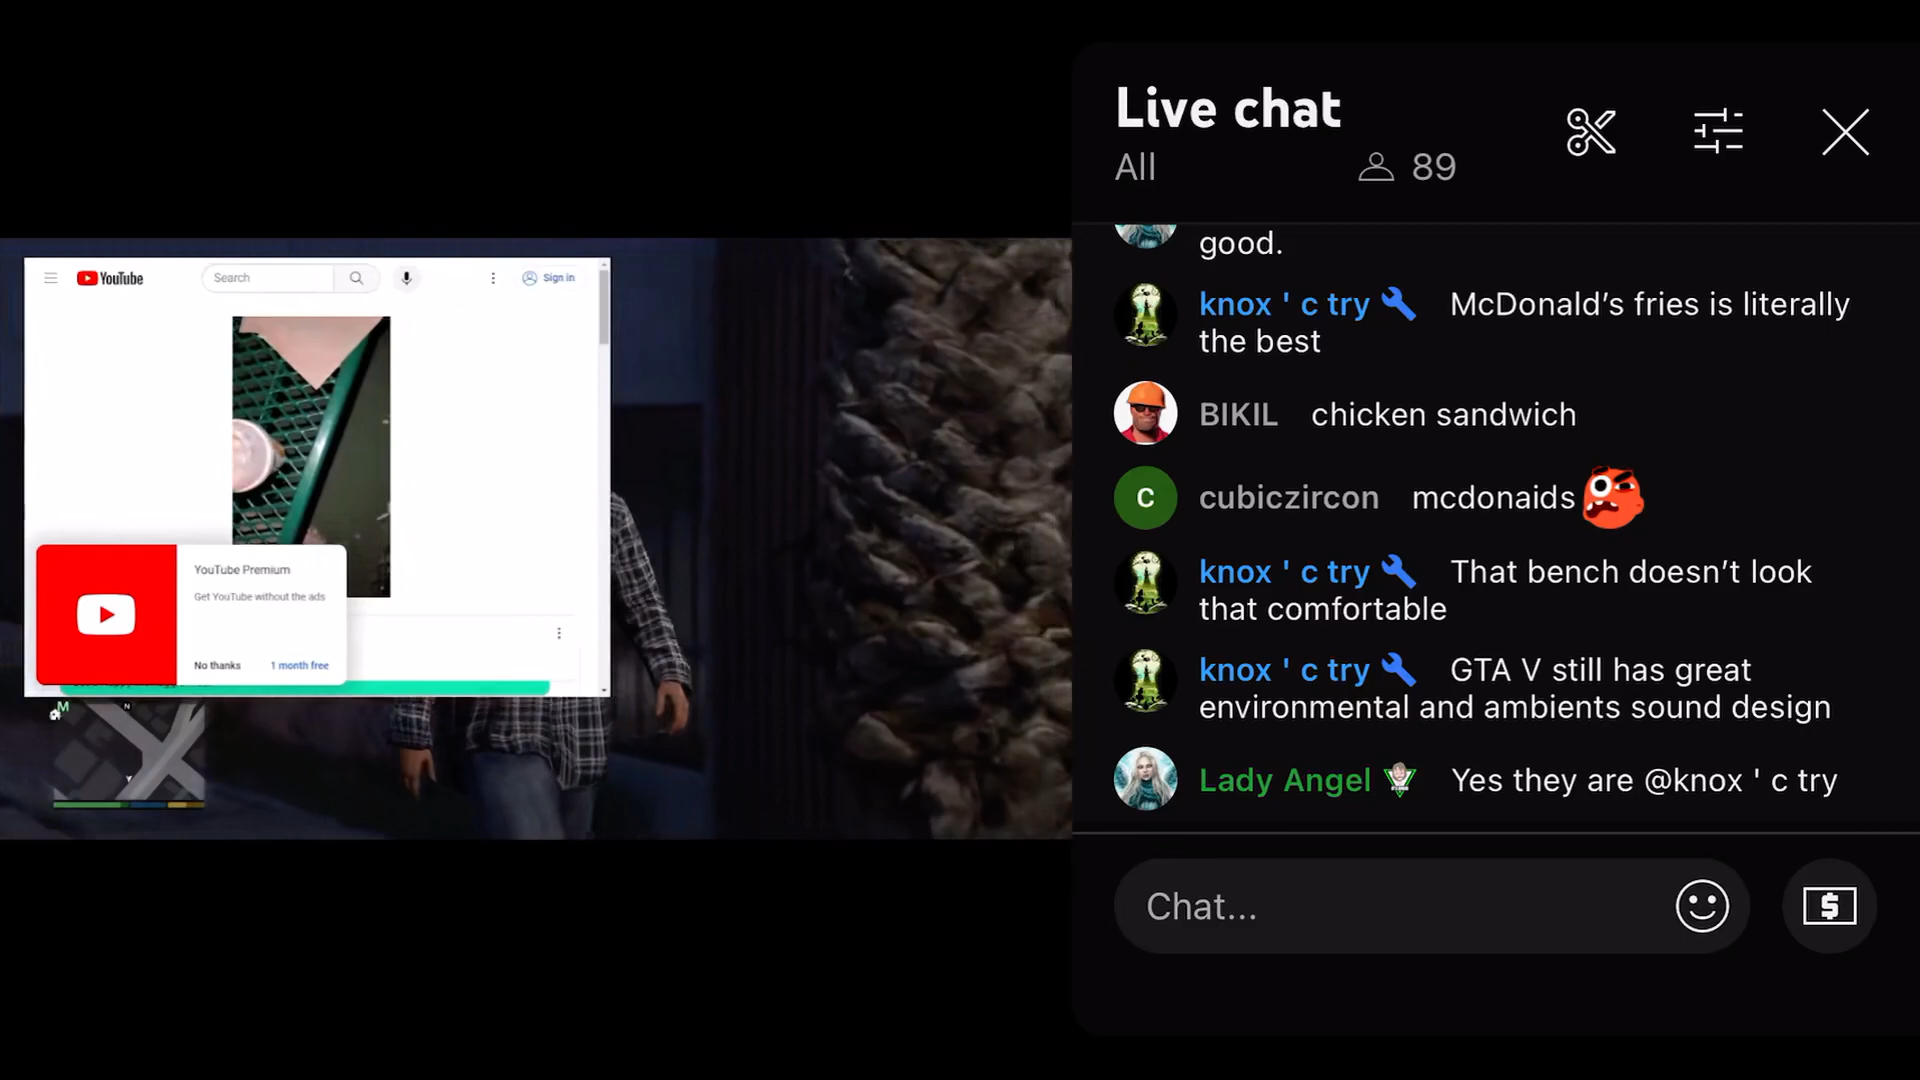 YouTube
Search
Sign in
YouTube Premium
Get YouTube without the ads
No thanks
1 month free
M
N
Live chat
All
89
good.
knox ' c try McDonald’s fries is literally
the best
BIKIL chicken sandwich
C
cubiczircon mcdonaids
knox ' c try That bench doesn’t look
that comfortable
knox ' c try GTA V still has great
environmental and ambients sound design
Lady Angel Yes they are @knox ' c try
Chat...
$